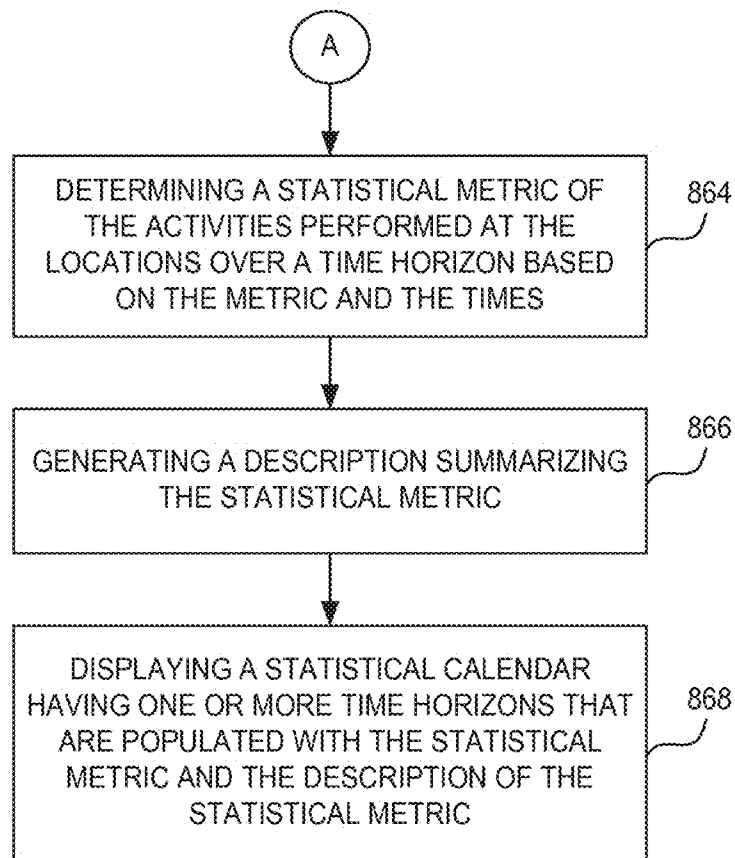 A
DETERMINING A STATISTICAL METRIC OF
THE ACTIVITIES PERFORMED AT THE
LOCATIONS OVER A TIME HORIZON BASED
ON THE METRIC AND THE TIMES
864
GENERATING A DESCRIPTION SUMMARIZING
THE STATISTICAL METRIC
866
DISPLAYING A STATISTICAL CALENDAR
HAVING ONE OR MORE TIME HORIZONS THAT
ARE POPULATED WITH THE STATISTICAL
METRIC AND THE DESCRIPTION OF THE
STATISTICAL METRIC
868